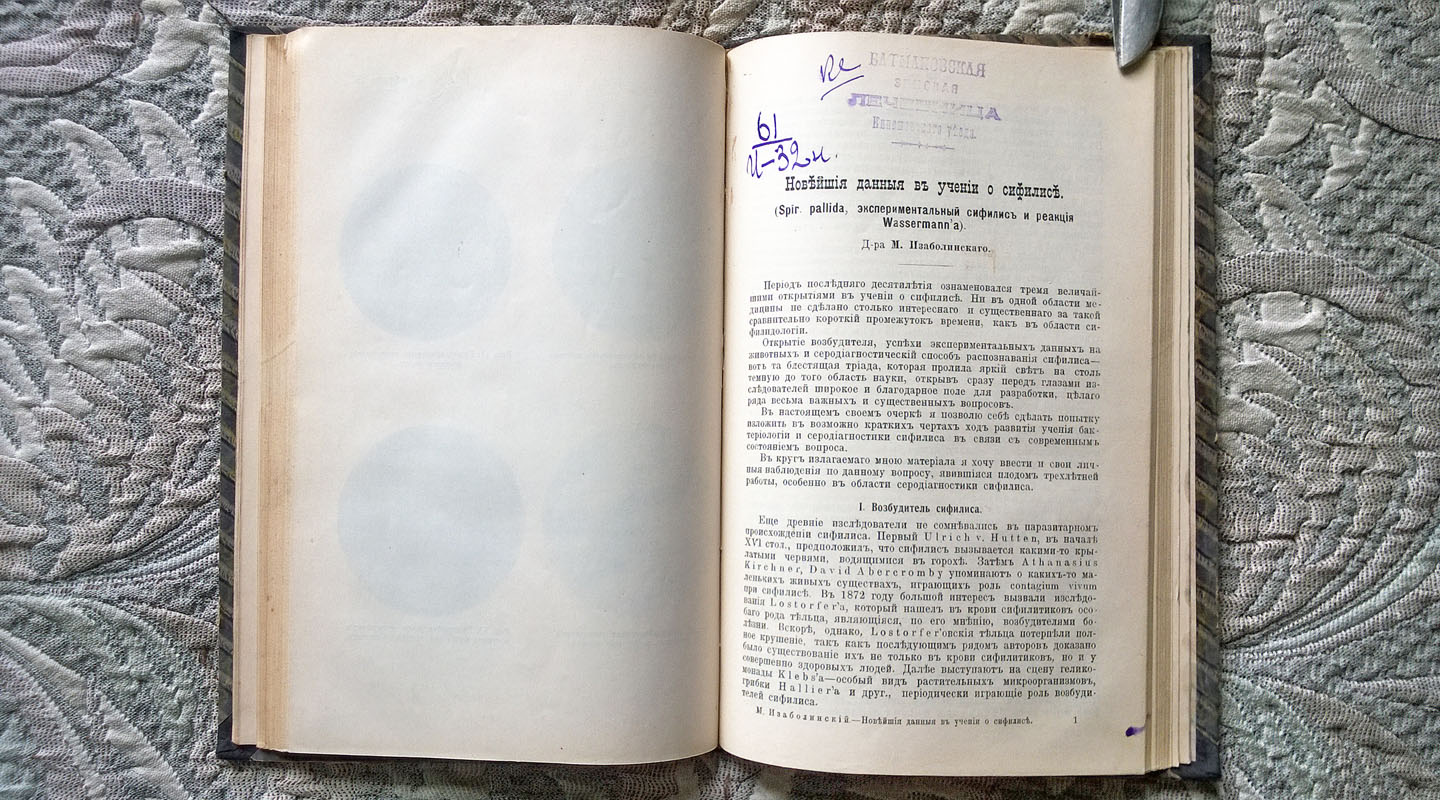 61
И-32
Новѣйшія данныя въ ученіи о сифилисѣ.
(Spir. pallida, экспериментальный сифилисъ и реакція
Wassermann'a).
Д-ра М. Изаболинскаго.
Періодъ послѣдняго десятилѣтія ознаменовался тремя величай-
шими открытіями въ ученіи о сифилисѣ. Ни въ одной области ме-
дицины не сдѣлано столько интереснаго и существеннаго за такой
сравнительно короткій промежутокъ времени, какъ въ области си-
филидологіи.
Открытіе возбудителя, успѣхи экспериментальныхъ данныхъ на
животныхъ и серодіагностическій способъ распознаванія сифилиса—
вотъ та блестящая тріада, которая пролила яркій свѣтъ на столь
темную до того область науки, открывъ сразу передъ глазами из-
слѣдователей широкое и благодарное поле для разработки, цѣлаго
ряда весьма важныхъ и существенныхъ вопросовъ.
Въ настоящемъ своемъ очеркѣ я позволю себѣ сдѣлать попытку
изложить въ возможно краткихъ чертахъ ходъ развитія ученія бак-
теріологіи и серодіагностики сифилиса въ связи съ современнымъ
состояніемъ вопроса.
Въ кругъ излагаемаго мною матеріала я хочу ввести и свои лич-
ныя наблюденія по данному вопросу, явившіяся плодомъ трехлѣтней
работы, особенно въ области серодіагностики сифилиса.
I. Возбудитель сифилиса.
Еще древніе изслѣдователи не сомнѣвались въ паразитарномъ
происхожденіи сифилиса. Первый Ulrich v. Hutten, въ началѣ
XVI стол., предположилъ, что сифилисъ вызывается какими-то кры-
латыми червями, водящимися въ горохѣ. Затѣмъ Athanasius
Kirchner, David Abercromby упоминаютъ о какихъ-то ма-
ленькихъ живыхъ существахъ, играющихъ роль contagium vivum
при сифилисѣ. Въ 1872 году большой интересъ вызвали изслѣдо-
ванія Lostorfer'a, который нашелъ въ крови сифилитиковъ осо-
баго рода тѣльца, являющіяся, по его мнѣнію, возбудителями бо-
лѣзни. Вскорѣ, однако, Lostorfer'овскія тѣльца потерпѣли пол-
ное крушеніе, такъ какъ послѣдующимъ рядомъ авторовъ доказано
было существованіе ихъ не только въ крови сифилитиковъ, но и у
совершенно здоровыхъ людей. Далѣе выступаютъ на сцену гелико-
монады Klebs'a—особый видъ растительныхъ микроорганизмовъ,
грибки Hallier'a и друг., періодически играющіе роль возбуди-
телей сифилиса.
М. Изаболинскій.—Новѣйшія данныя въ ученіи о сифилисѣ. 1